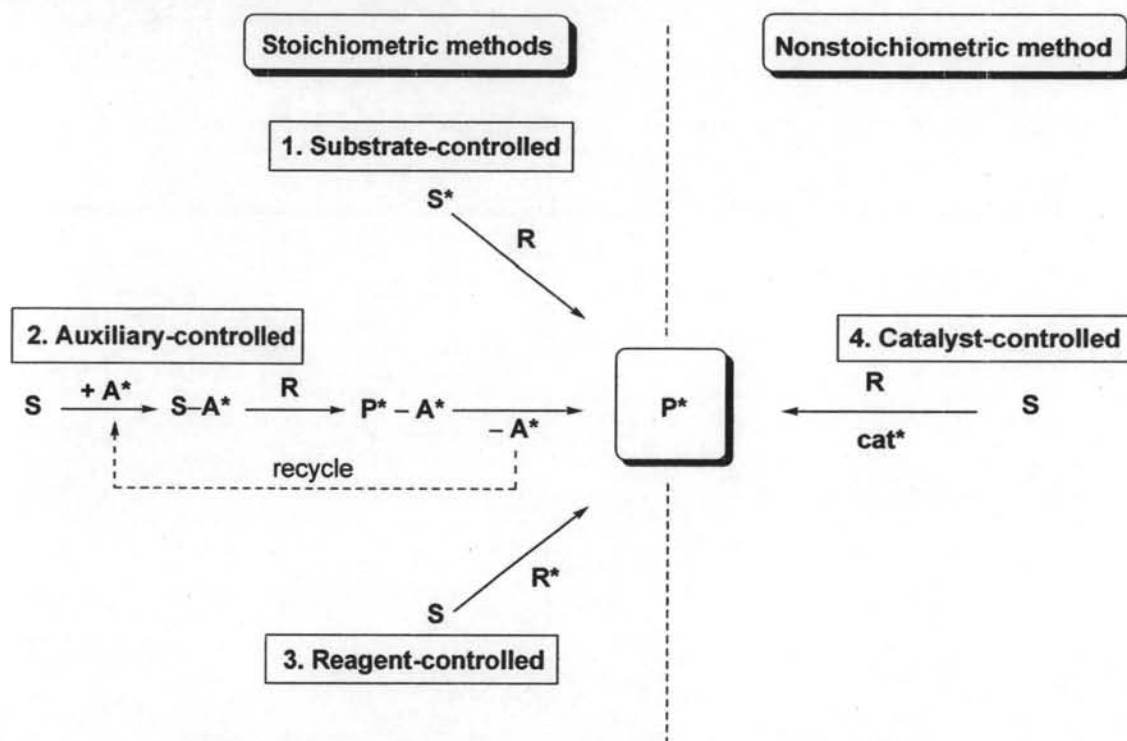 Stoichiometric methods
Nonstoichiometric method
1. Substrate-controlled
S*
R
2. Auxiliary-controlled
S + A* S–A* R P* - A* – A*
recycle
P*
4. Catalyst-controlled
R
S
cat*
R*
S
3. Reagent-controlled